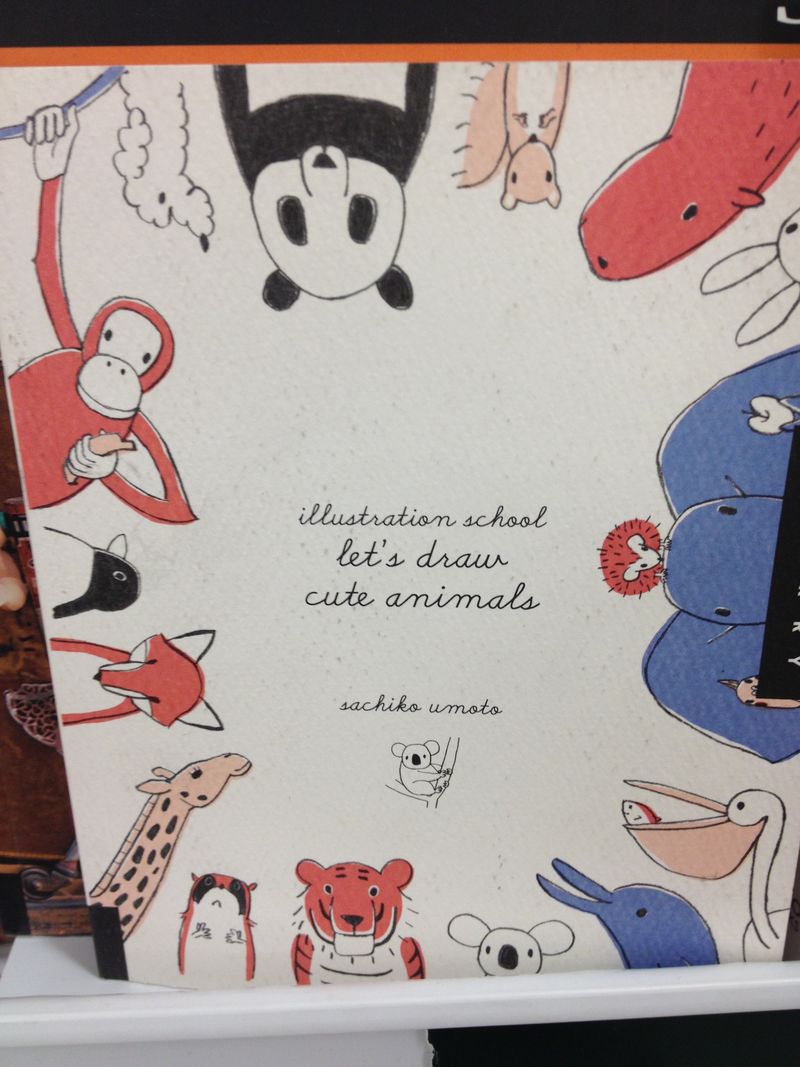 illustration school
let's draw
cute animals
sachiko umoto